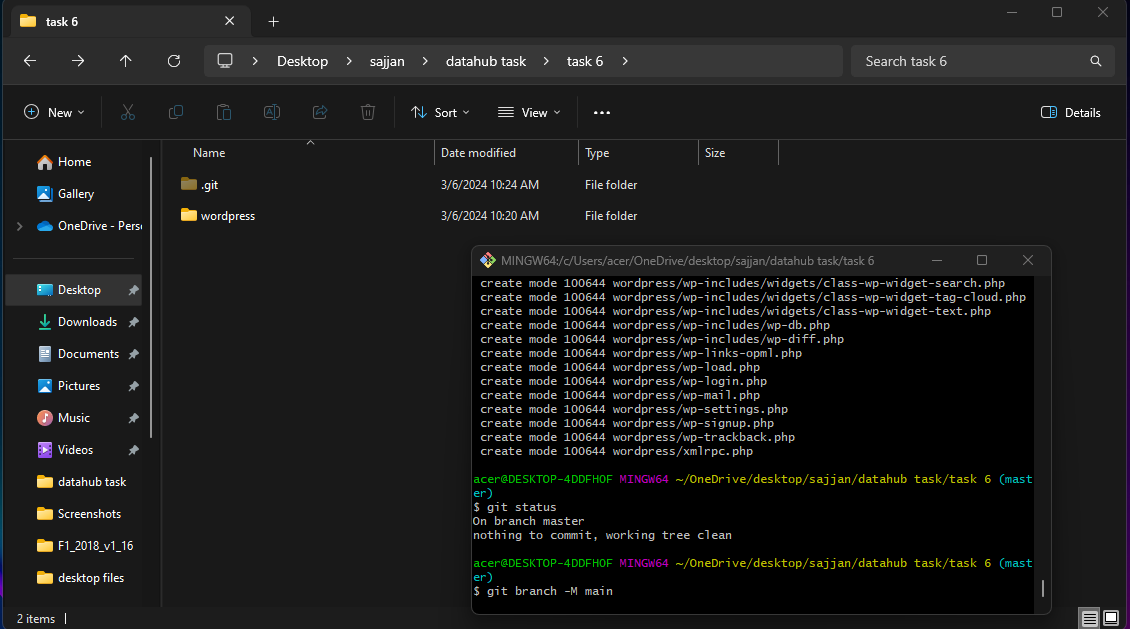 task 6
Desktop > sajjan > datahub task > task 6 >
Search task 6
New
Sort
View
Details
Name Date modified Type Size
.git 3/6/2024 10:24 AM File folder
wordpress 3/6/2024 10:20 AM File folder
Home
Gallery
OneDrive - Perso
Desktop
Downloads
Documents
Pictures
Music
Videos
datahub task
Screenshots
F1_2018_v1_16
desktop files
2 items
MINGW64:/c/Users/acer/OneDrive/desktop/sajjan/datahub task/task 6
create mode 100644 wordpress/wp-includes/widgets/class-wp-widget-search.php
create mode 100644 wordpress/wp-includes/widgets/class-wp-widget-tag-cloud.php
create mode 100644 wordpress/wp-includes/widgets/class-wp-widget-text.php
create mode 100644 wordpress/wp-includes/wp-db.php
create mode 100644 wordpress/wp-includes/wp-diff.php
create mode 100644 wordpress/wp-links-opml.php
create mode 100644 wordpress/wp-load.php
create mode 100644 wordpress/wp-login.php
create mode 100644 wordpress/wp-mail.php
create mode 100644 wordpress/wp-settings.php
create mode 100644 wordpress/wp-signup.php
create mode 100644 wordpress/wp-trackback.php
create mode 100644 wordpress/xmlrpc.php
acer@DESKTOP-4DDFHOF MINGW64 ~/OneDrive/desktop/sajjan/datahub task/task 6 (mast
er)
$ git status
On branch master
nothing to commit, working tree clean
acer@DESKTOP-4DDFHOF MINGW64 ~/OneDrive/desktop/sajjan/datahub task/task 6 (mast
er)
$ git branch -M main